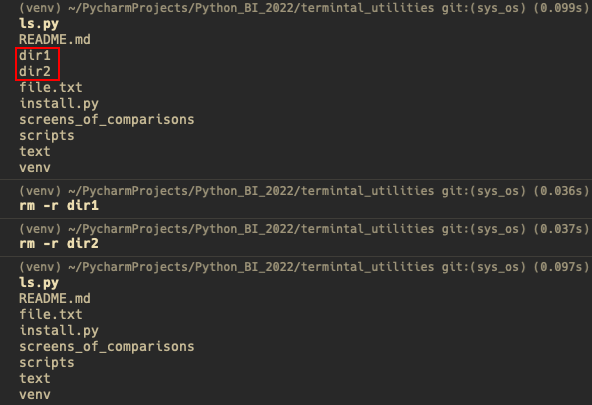 (venv) ~/PycharmProjects/Python_BI_2022/termintal_utilities git:(sys_os) (0.099s)
ls.py
README.md
dir1
dir2
file.txt
install.py
screens_of_comparisons
scripts
text
venv
(venv) ~/PycharmProjects/Python_BI_2022/termintal_utilities git:(sys_os) (0.036s)
rm -r dir1
(venv) ~/PycharmProjects/Python_BI_2022/termintal_utilities git:(sys_os) (0.037s)
rm -r dir2
(venv) ~/PycharmProjects/Python_BI_2022/termintal_utilities git:(sys_os) (0.097s)
ls.py
README.md
file.txt
install.py
screens_of_comparisons
scripts
text
venv